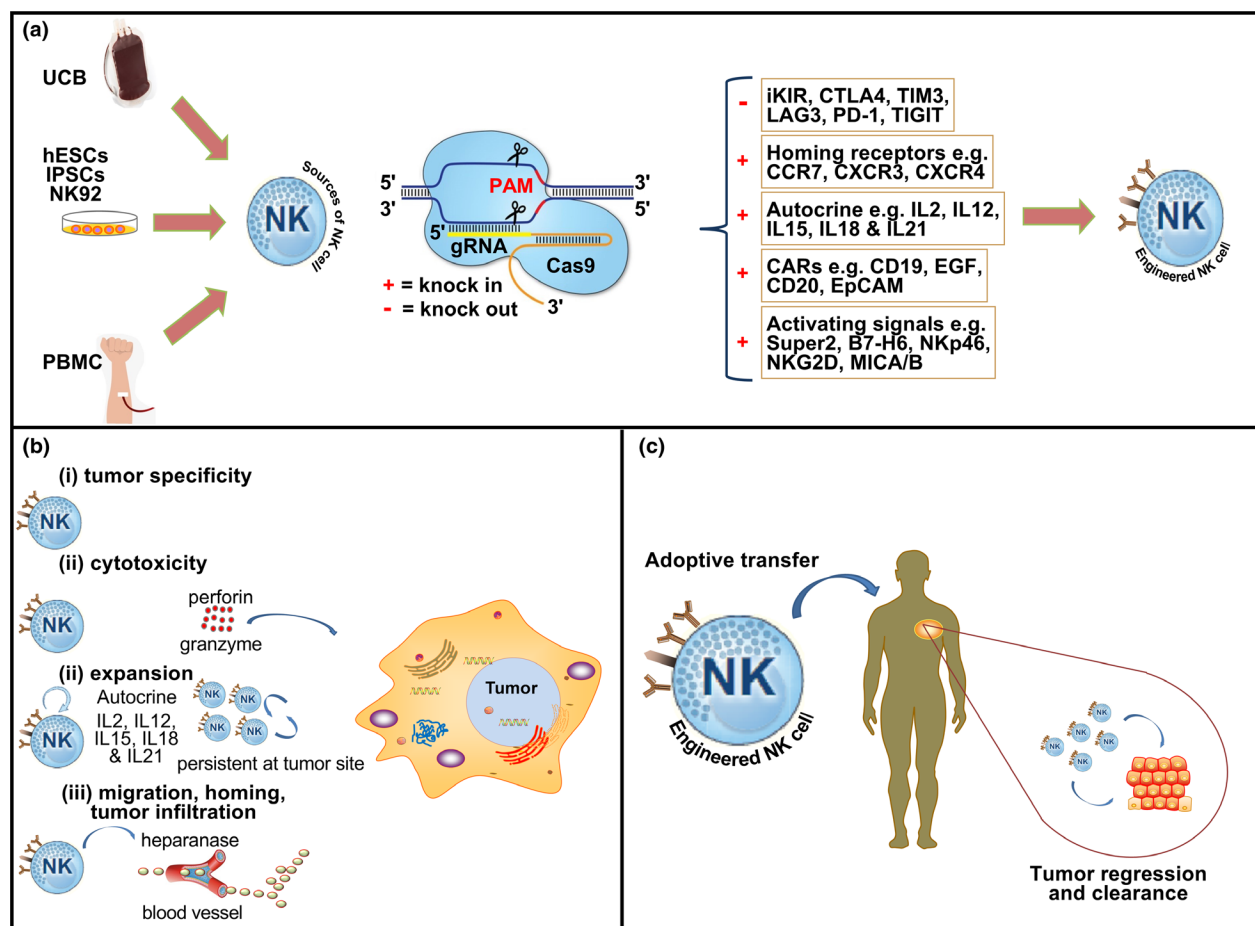 (a)
UCB
hESCs
IPSCs
NK92
PBMC
NK
Sources of NK cell
5'
3'
PAM
3'
5'
5'
gRNA
Cas9
3'
+ = knock in
- = knock out
-
iKIR, CTLA4, TIM3,
LAG3, PD-1, TIGIT
+
Homing receptors e.g.
CCR7, CXCR3, CXCR4
+
Autocrine e.g. IL2, IL12,
IL15, IL18 & IL21
+
CARs e.g. CD19, EGF,
CD20, EpCAM
+
Activating signals e.g.
Super2, B7-H6, NKp46,
NKG2D, MICA/B
NK
Engineered NK cell
(b)
(i) tumor specificity
NK
(ii) cytotoxicity
NK
perforin
granzyme
(ii) expansion
NK
Autocrine
IL2, IL12,
IL15, IL18
& IL21
NK
NK
NK
NK
persistent at tumor site
Tumor
(iii) migration, homing,
tumor infiltration
NK
heparanase
blood vessel
(c)
Adoptive transfer
NK
Engineered NK cell
NK
NK
NK
NK
NK
Tumor regression
and clearance